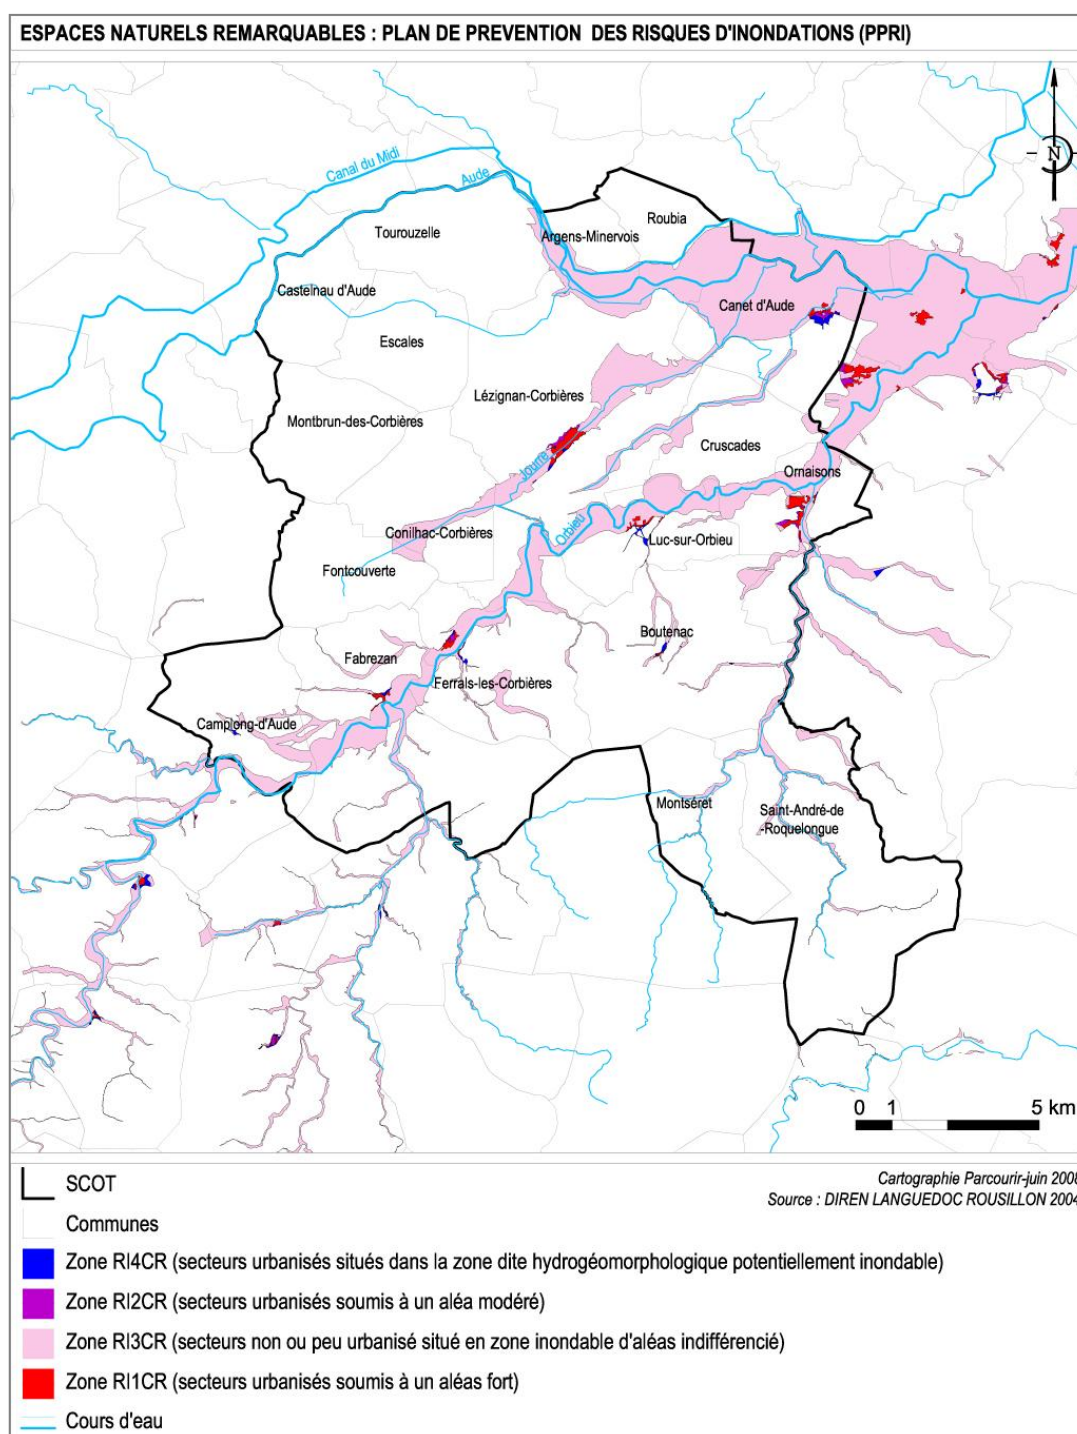 ESPACES NATURELS REMARQUABLES : PLAN DE PREVENTION DES RISQUES D'INONDATIONS (PPRI)
N
Canal du Midi
Aude
Roubia
Tourouzelle
Argens-Minervois
Castelnau d'Aude
Canet d'Aude
Escales
Lézignan-Corbières
Montbrun-des-Corbières
Cruscades
Jourre
Ornaisons
Orbieu
Conilhac-Corbières
Luc-sur-Orbieu
Fontcouverte
Boutenac
Fabrezan
Ferrals-les-Corbières
Camplong-d'Aude
Montséret
Saint-André-de
-Roquelongue
0 1 5 km
SCOT
Cartographie Parcourir-juin 2008
Source : DIREN LANGUEDOC ROUSILLON 2004
Communes
Zone RI4CR (secteurs urbanisés situés dans la zone dite hydrogéomorphologique potentiellement inondable)
Zone RI2CR (secteurs urbanisés soumis à un aléa modéré)
Zone RI3CR (secteurs non ou peu urbanisé situé en zone inondable d'aléas indifférencié)
Zone RI1CR (secteurs urbanisés soumis à un aléas fort)
Cours d'eau